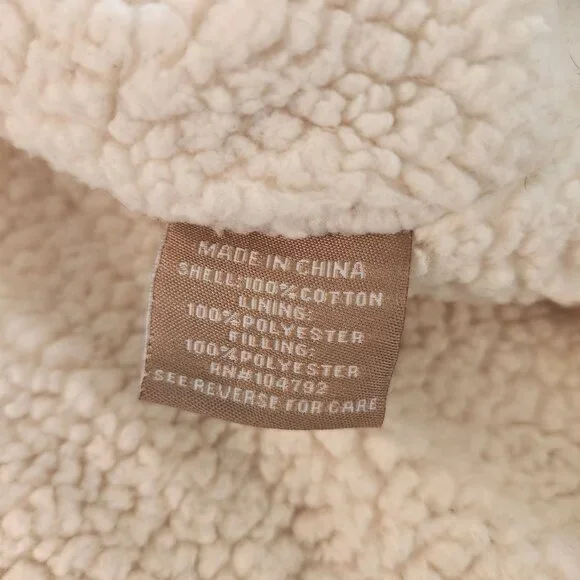 MADE IN CHINA
SHELL:100%COTTON
LINING:
100%POLYESTER
FILLING:
100%POLYESTER
RN#104792
SEE REVERSE FOR CARE